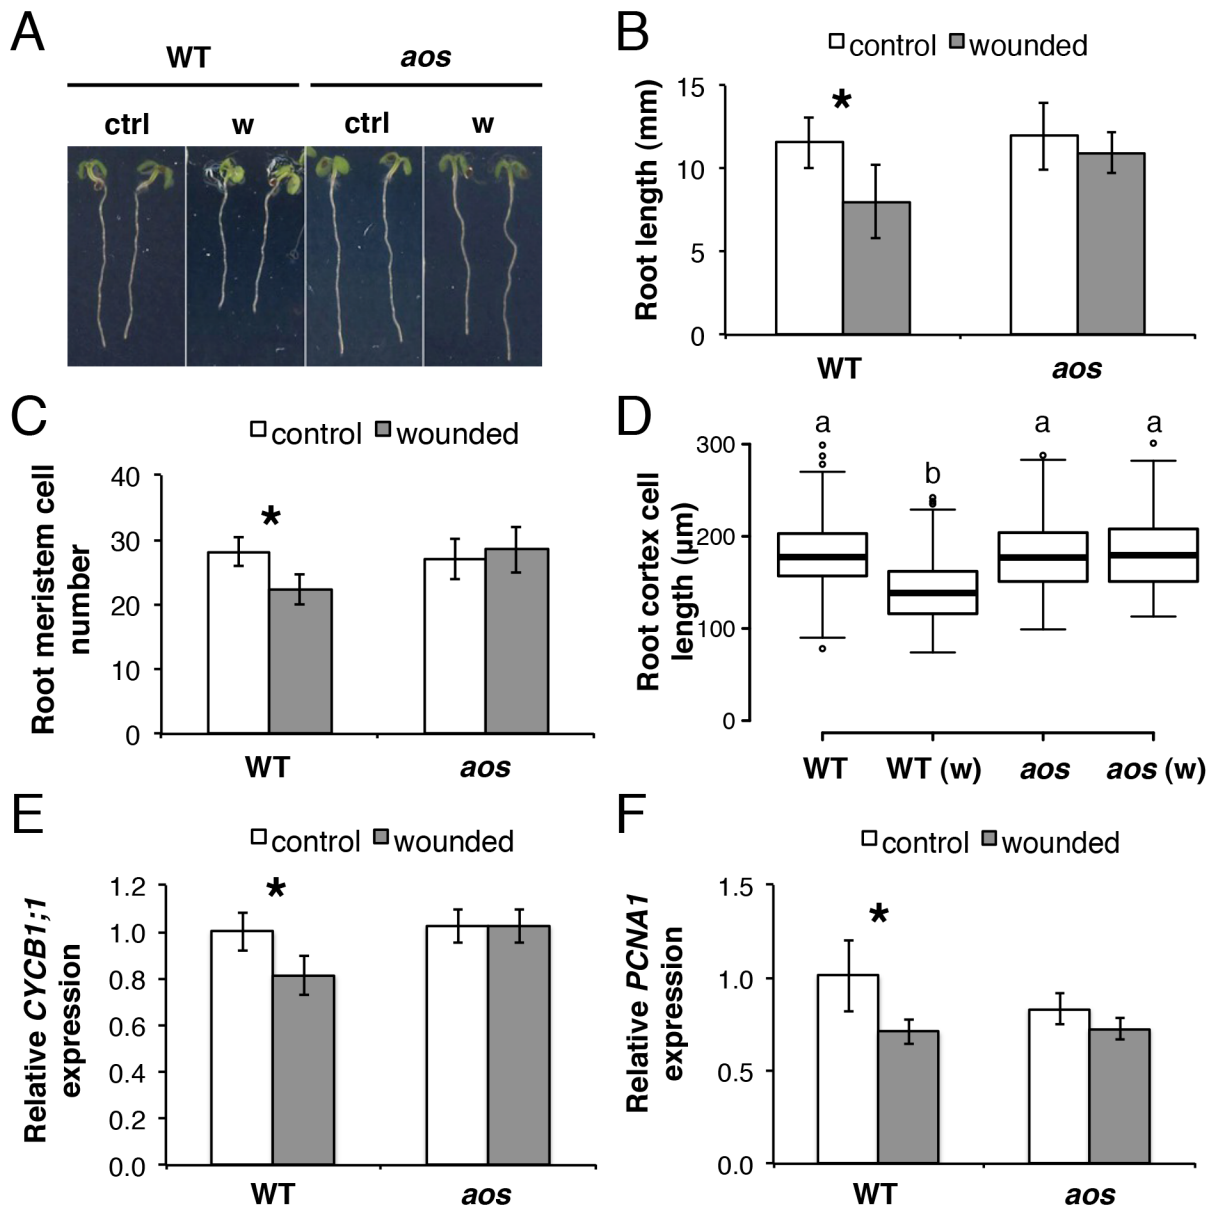 A
WT aos
ctrl w ctrl w
B
control wounded
Root length (mm)
15
10
5
0
WT aos
C
control wounded
Root meristem cell
number
40
30
20
10
0
WT aos
D
a b a a
Root cortex cell
length (µm)
300
200
100
0
WT WT (w) aos aos (w)
E
control wounded
Relative CYCB1;1
expression
1.2
1.0
0.8
0.6
0.4
0.2
0.0
WT aos
F
control wounded
Relative PCNA1
expression
1.5
1.0
0.5
0.0
WT aos